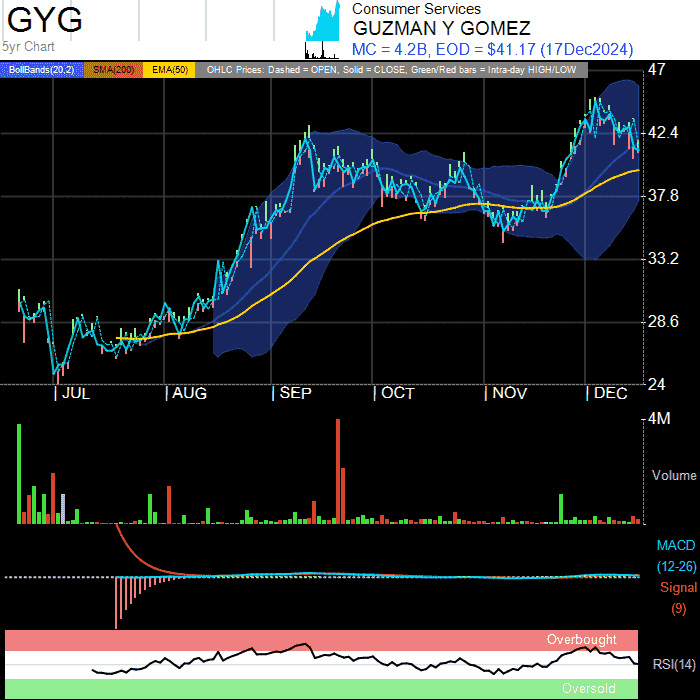 GYG
5yr Chart
Consumer Services
GUZMAN Y GOMEZ
MC = 4.2B, EOD = $41.17 (17Dec2024)
BollBands(20,2) SMA(200) EMA(50) OHLC Prices: Dashed = OPEN, Solid = CLOSE, Green/Red bars = Intra-day HIGH/LOW
47
42.4
37.8
33.2
28.6
24
JUL AUG SEP OCT NOV DEC
4M
Volume
MACD
(12-26)
Signal
(9)
Overbought
RSI(14)
Oversold